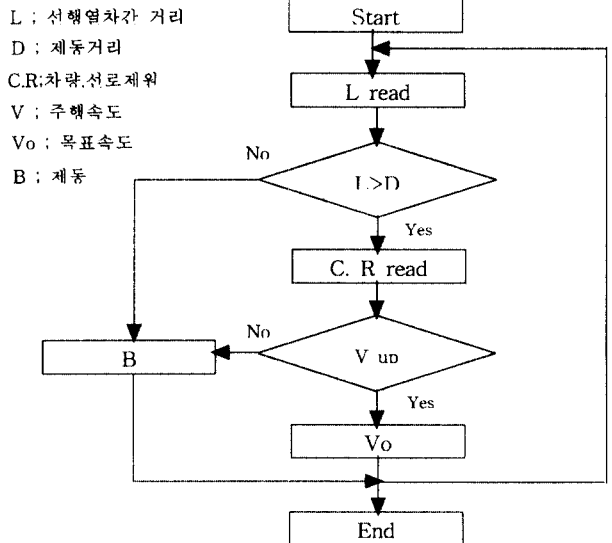 L ; 선행열차간 거리
D ; 제동거리
C.R;차량.선로제원
V ; 주행속도
Vo ; 목표속도
B ; 제동
Start
L read
No
L>D
Yes
C. R read
No
V up
B
Yes
Vo
End